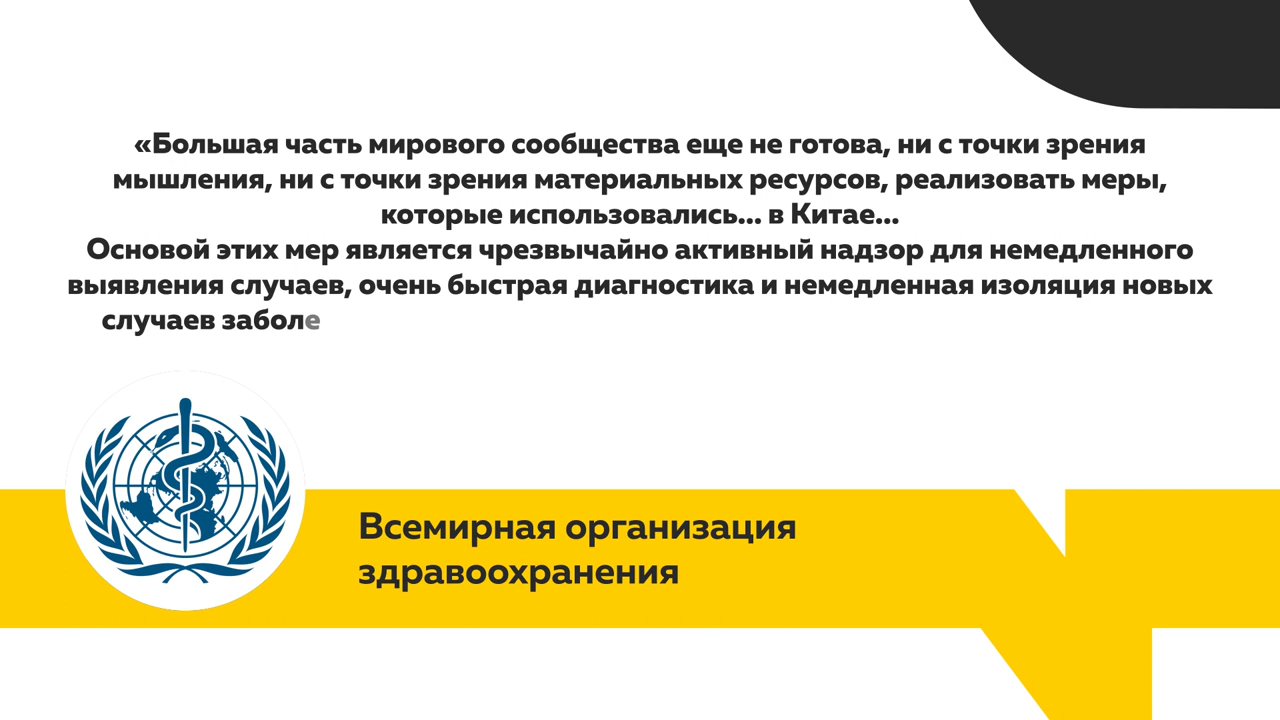 «Большая часть мирового сообщества еще не готова, ни с точки зрения
мышления, ни с точки зрения материальных ресурсов, реализовать меры,
которые использовались... в Китае...
Основой этих мер является чрезвычайно активный надзор для немедленного
выявления случаев, очень быстрая диагностика и немедленная изоляция новых
случаев заболе
Всемирная организация
здравоохранения